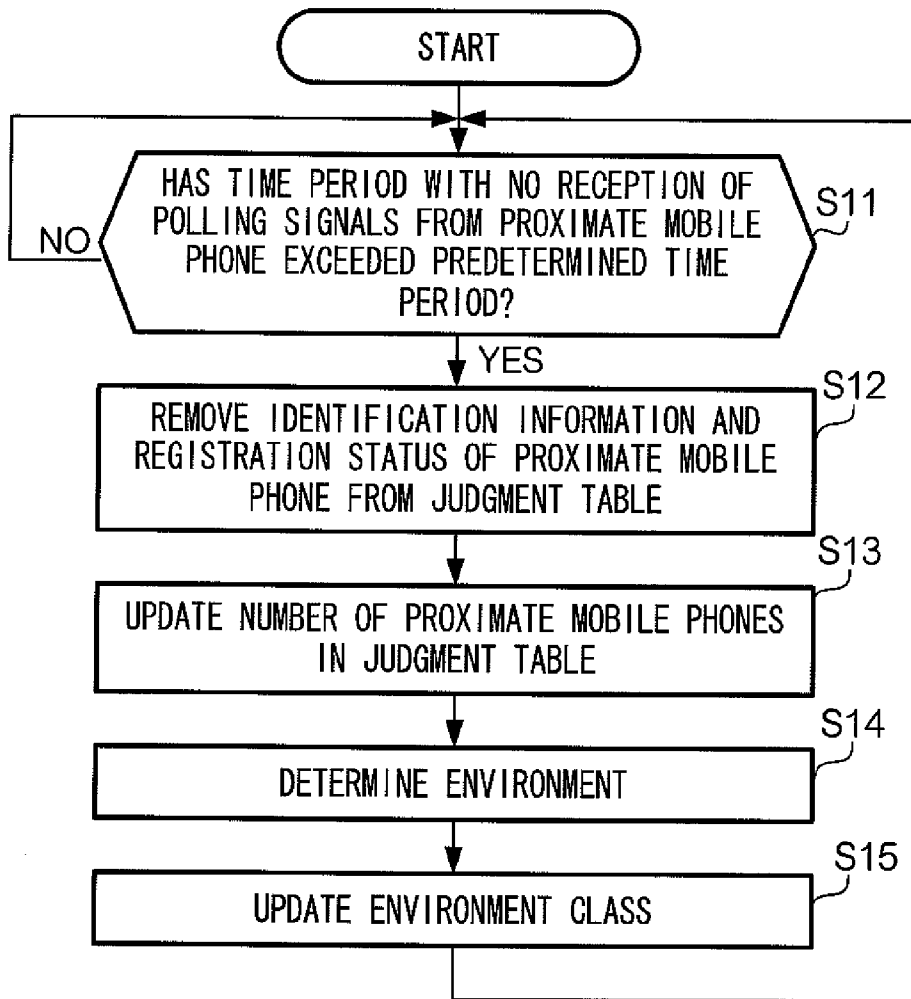 START
HAS TIME PERIOD WITH NO RECEPTION OF
POLLING SIGNALS FROM PROXIMATE MOBILE
PHONE EXCEEDED PREDETERMINED TIME
PERIOD?
S11
NO
YES
S12
REMOVE IDENTIFICATION INFORMATION AND
REGISTRATION STATUS OF PROXIMATE MOBILE
PHONE FROM JUDGMENT TABLE
S13
UPDATE NUMBER OF PROXIMATE MOBILE PHONES
IN JUDGMENT TABLE
S14
DETERMINE ENVIRONMENT
S15
UPDATE ENVIRONMENT CLASS